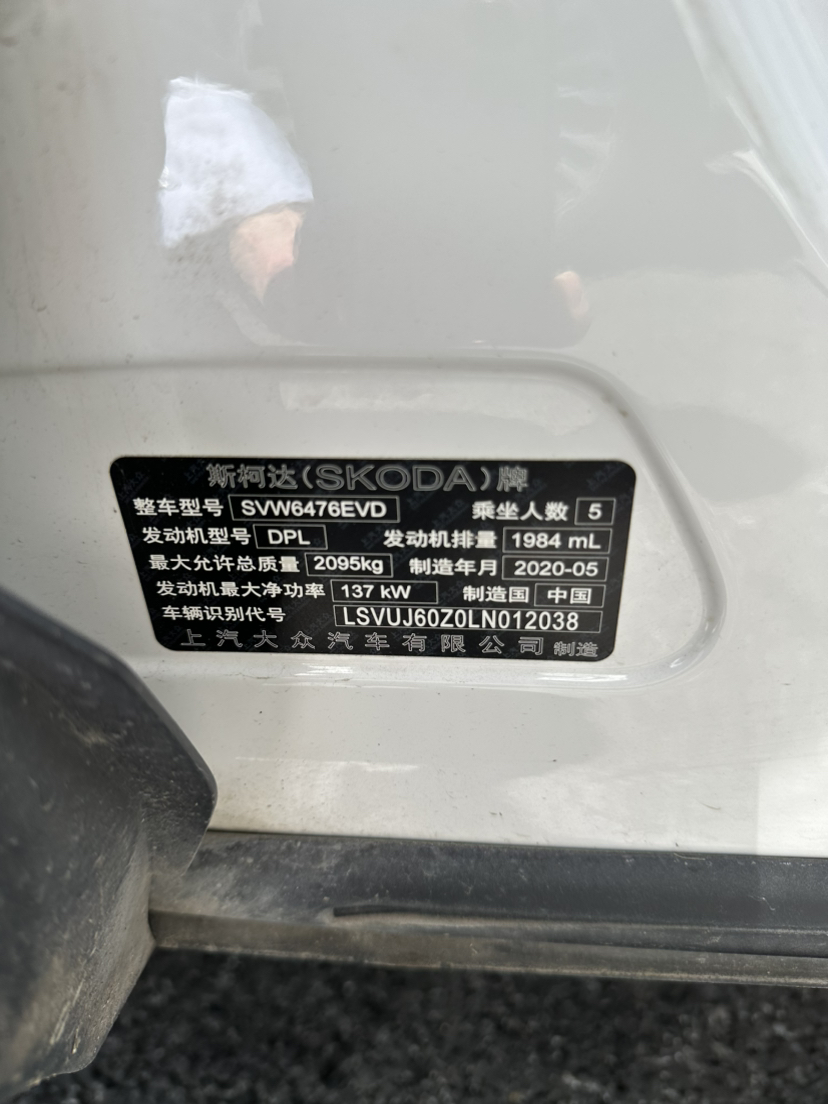 斯柯达(SKODA)牌
整车型号 SVW6476EVD 乘坐人数 5
发动机型号 DPL 发动机排量 1984 mL
最大允许总质量 2095kg 制造年月 2020-05
发动机最大净功率 137 kW 制造国 中国
车辆识别代号 LSVUJ60Z0LN012038
上汽大众汽车有限公司 制造